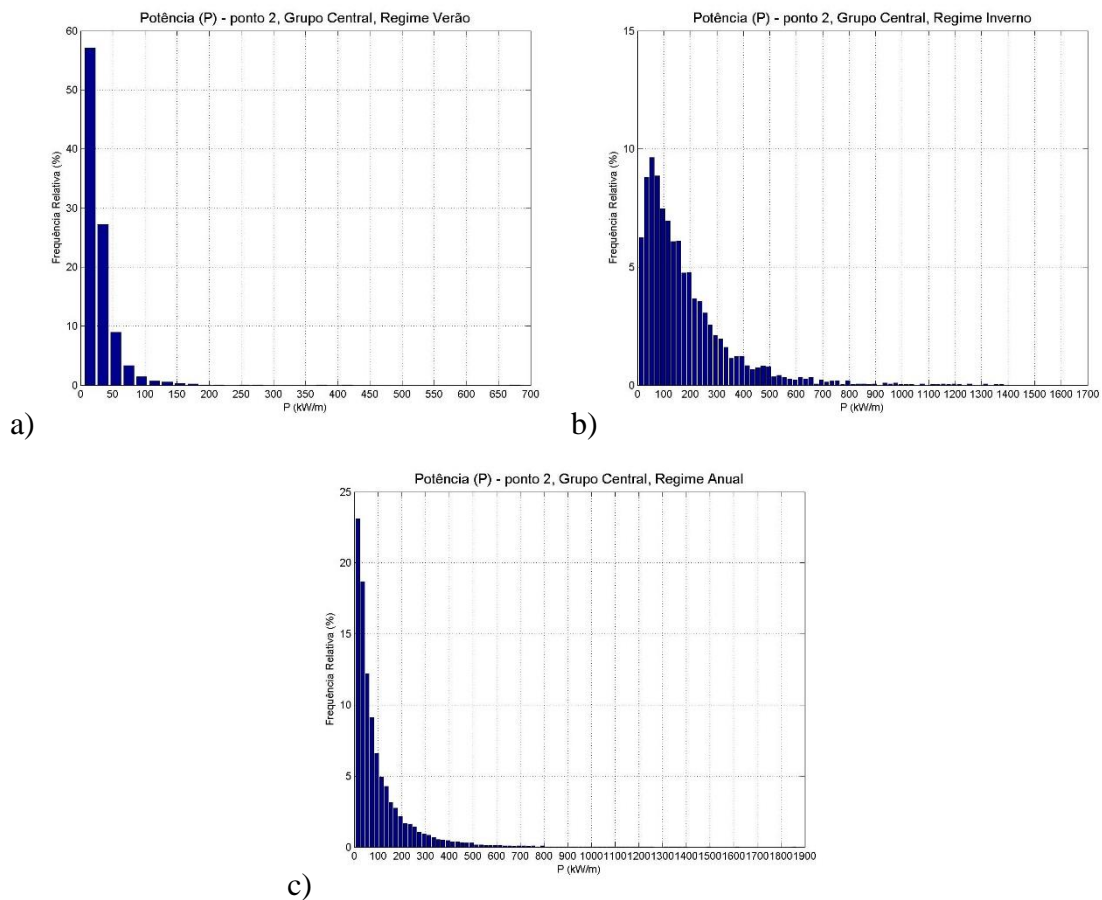 Potência (P) - ponto 2, Grupo Central, Regime Verão
60
50
40
30
20
10
0
Frequência Relativa (%)
0 50 100 150 200 250 300 350 400 450 500 550 600 650 700
P (kW/m)
a)
Potência (P) - ponto 2, Grupo Central, Regime Inverno
15
10
5
0
Frequência Relativa (%)
0 100 200 300 400 500 600 700 800 900 1000 1100 1200 1300 1400 1500 1600 1700
P (kW/m)
b)
Potência (P) - ponto 2, Grupo Central, Regime Anual
25
20
15
10
5
0
Frequência Relativa (%)
0 100 200 300 400 500 600 700 800 900 1000 1100 1200 1300 1400 1500 1600 1700 1800 1900
P (kW/m)
c)